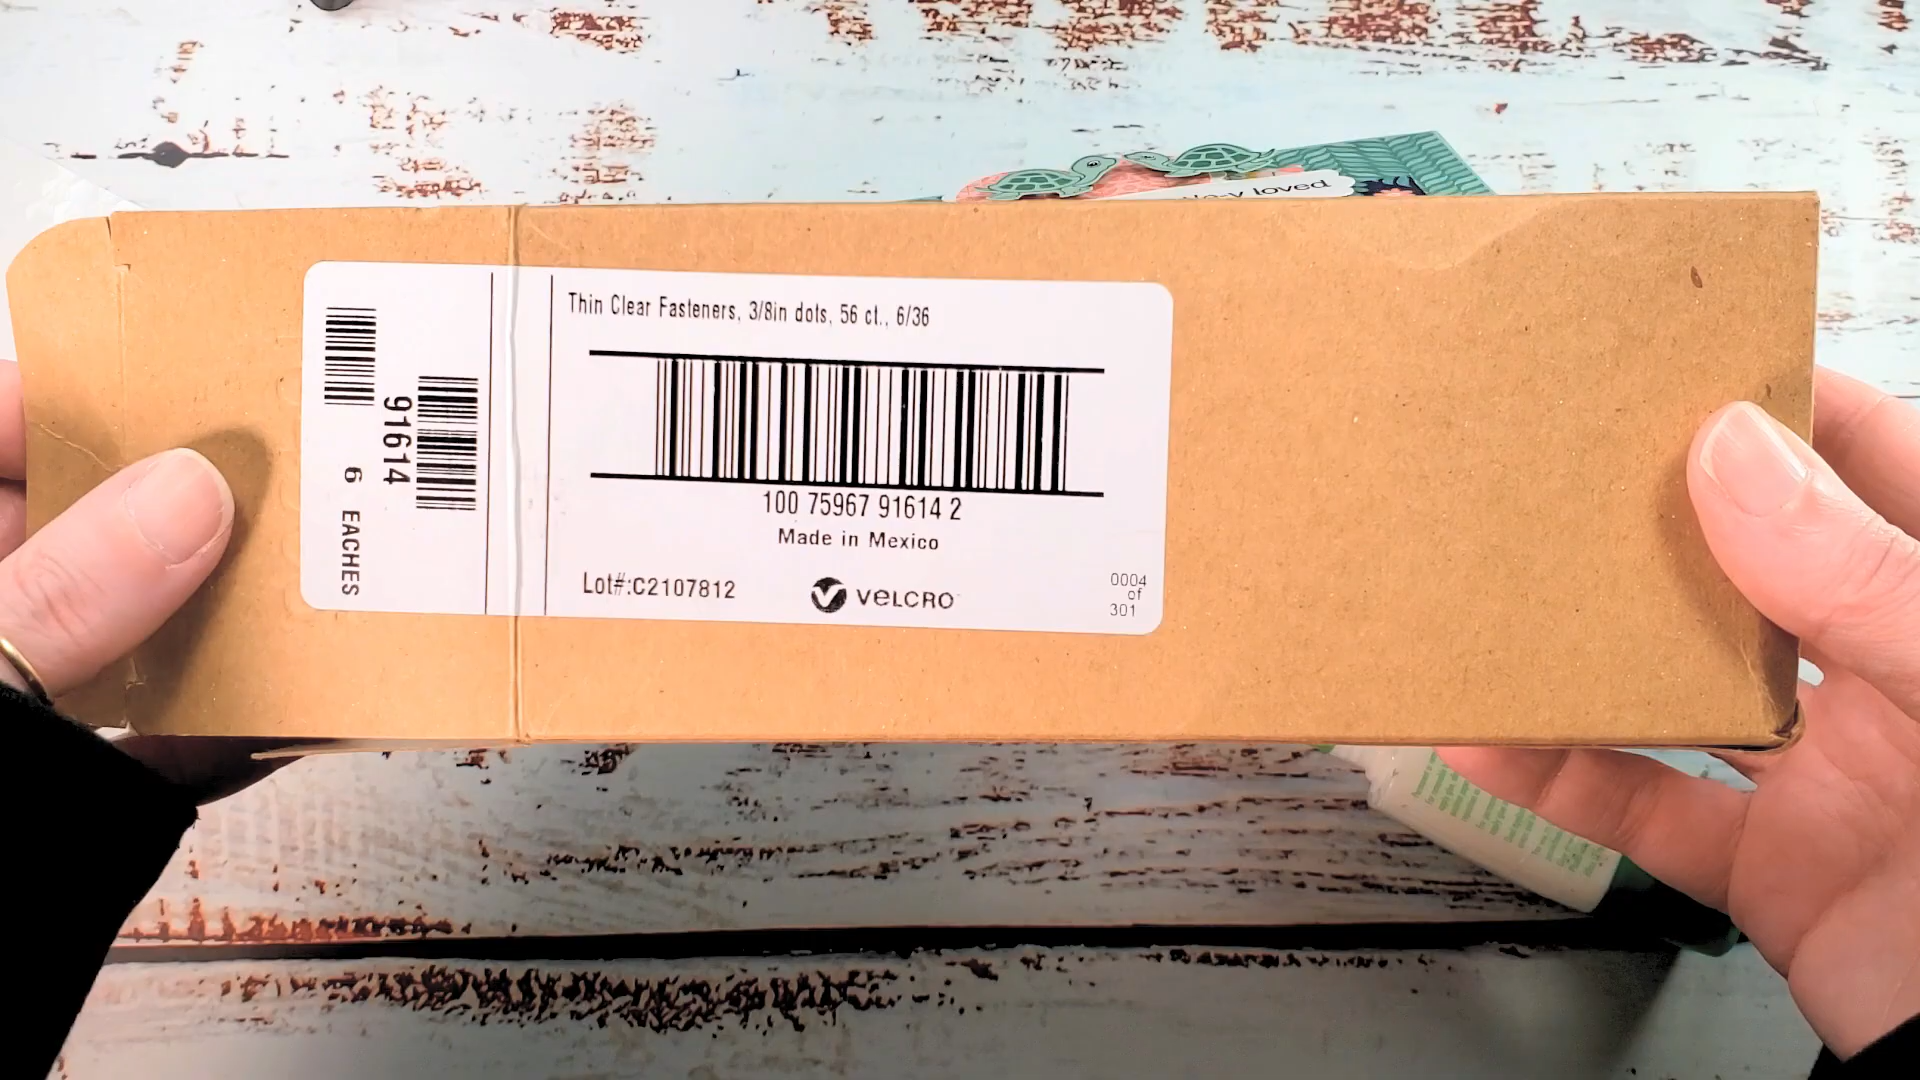 loved
Thin Clear Fasteners, 3/8in dots, 56 ct., 6/36
91614
6 EACHES
100 75967 91614 2
Made in Mexico
Lot#:C2107812
VELCRO
0004
of
301